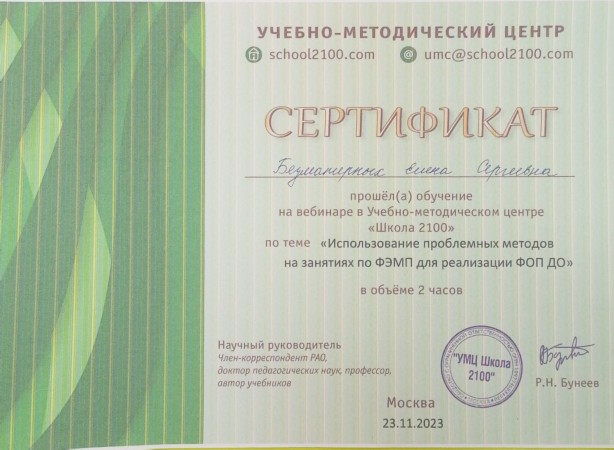 УЧЕБНО-МЕТОДИЧЕСКИЙ ЦЕНТР
school2100.com @ umc@school2100.com
СЕРТИФИКАТ
Безматерных Елена Сергеевна
прошёл(а) обучение
на вебинаре в Учебно-методическом центре
«Школа 2100»
по теме «Использование проблемных методов
на занятиях по ФЭМП для реализации ФОП ДО»
в объёме 2 часов
Научный руководитель
Член-корреспондент РАО,
доктор педагогических наук, профессор,
автор учебников
"УМЦ Школа
2100"
Р.Н. Бунеев
Москва
23.11.2023